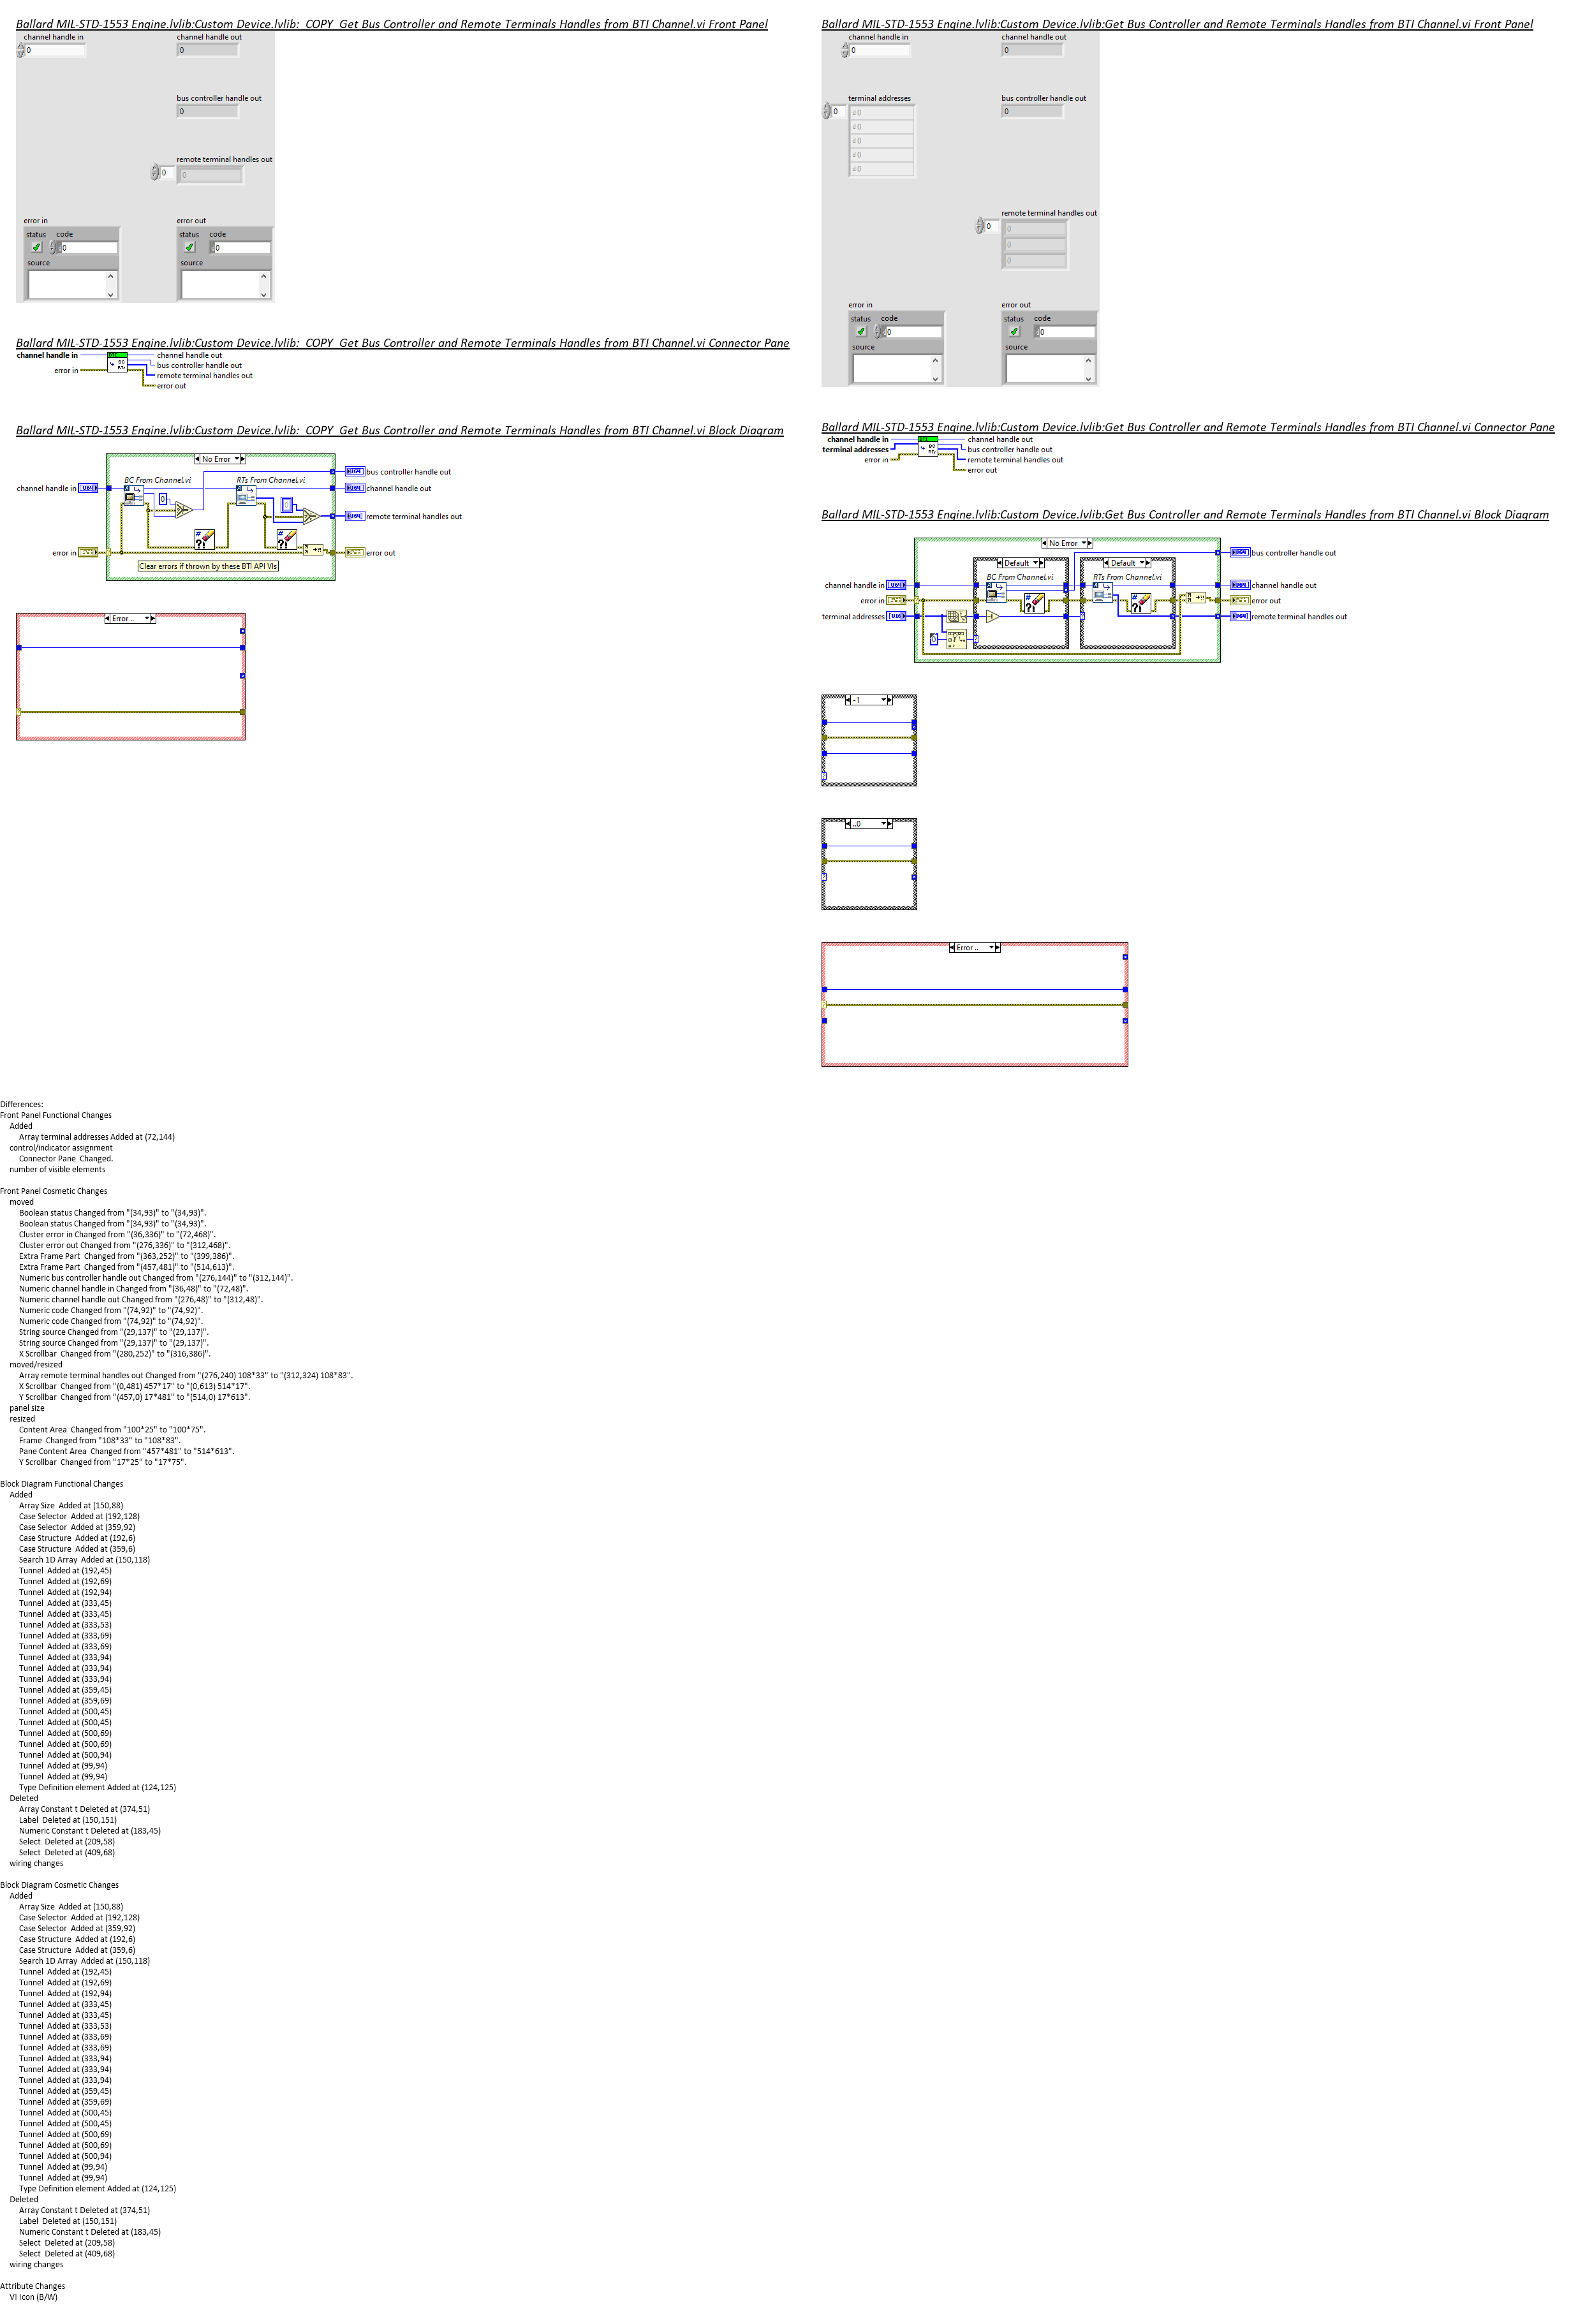 Ballard MIL-STD-1553 Engine.lvlib:Custom Device.lvlib:  COPY  Get Bus Controller and Remote Terminals Handles from BTI Channel.vi Front Panel
channel handle in
channel handle out
0
0
bus controller handle out
0
remote terminal handles out
0
0
error in
error out
status
code
status
code
0
0
source
source
Ballard MIL-STD-1553 Engine.lvlib:Custom Device.lvlib:  COPY  Get Bus Controller and Remote Terminals Handles from BTI Channel.vi Connector Pane
channel handle in
channel handle out
bus controller handle out
error in
remote terminal handles out
error out
BC
RTs
Ballard MIL-STD-1553 Engine.lvlib:Custom Device.lvlib:  COPY  Get Bus Controller and Remote Terminals Handles from BTI Channel.vi Block Diagram
No Error
bus controller handle out
BC From Channel.vi
RTs From Channel.vi
channel handle in
0
channel handle out
remote terminal handles out
error in
error out
Clear errors if thrown by these BTI API VIs
Error ..
Ballard MIL-STD-1553 Engine.lvlib:Custom Device.lvlib:Get Bus Controller and Remote Terminals Handles from BTI Channel.vi Front Panel
channel handle in
channel handle out
0
0
terminal addresses
bus controller handle out
0
d 0
0
d 0
d 0
d 0
d 0
remote terminal handles out
0
0
0
0
error in
error out
status
code
status
code
0
0
source
source
Ballard MIL-STD-1553 Engine.lvlib:Custom Device.lvlib:Get Bus Controller and Remote Terminals Handles from BTI Channel.vi Connector Pane
channel handle in
channel handle out
terminal addresses
bus controller handle out
error in
remote terminal handles out
error out
BC
RTs
Ballard MIL-STD-1553 Engine.lvlib:Custom Device.lvlib:Get Bus Controller and Remote Terminals Handles from BTI Channel.vi Block Diagram
No Error
bus controller handle out
Default
Default
BC From Channel.vi
RTs From Channel.vi
channel handle in
channel handle out
error in
error out
terminal addresses
remote terminal handles out
-1
..0
Error ..
Differences:
Front Panel Functional Changes
Added
Array terminal addresses Added at (72,144)
control/indicator assignment
Connector Pane  Changed.
number of visible elements
Front Panel Cosmetic Changes
moved
Boolean status Changed from "(34,93)" to "(34,93)".
Boolean status Changed from "(34,93)" to "(34,93)".
Cluster error in Changed from "(36,336)" to "(72,468)".
Cluster error out Changed from "(276,336)" to "(312,468)".
Extra Frame Part  Changed from "(363,252)" to "(399,386)".
Extra Frame Part  Changed from "(457,481)" to "(514,613)".
Numeric bus controller handle out Changed from "(276,144)" to "(312,144)".
Numeric channel handle in Changed from "(36,48)" to "(72,48)".
Numeric channel handle out Changed from "(276,48)" to "(312,48)".
Numeric code Changed from "(74,92)" to "(74,92)".
Numeric code Changed from "(74,92)" to "(74,92)".
String source Changed from "(29,137)" to "(29,137)".
String source Changed from "(29,137)" to "(29,137)".
X Scrollbar  Changed from "(280,252)" to "(316,386)".
moved/resized
Array remote terminal handles out Changed from "(276,240) 108*33" to "(312,324) 108*83".
X Scrollbar  Changed from "(0,481) 457*17" to "(0,613) 514*17".
Y Scrollbar  Changed from "(457,0) 17*481" to "(514,0) 17*613".
panel size
resized
Content Area  Changed from "100*25" to "100*75".
Frame  Changed from "108*33" to "108*83".
Pane Content Area  Changed from "457*481" to "514*613".
Y Scrollbar  Changed from "17*25" to "17*75".
Block Diagram Functional Changes
Added
Array Size  Added at (150,88)
Case Selector  Added at (192,128)
Case Selector  Added at (359,92)
Case Structure  Added at (192,6)
Case Structure  Added at (359,6)
Search 1D Array  Added at (150,118)
Tunnel  Added at (192,45)
Tunnel  Added at (192,69)
Tunnel  Added at (192,94)
Tunnel  Added at (333,45)
Tunnel  Added at (333,45)
Tunnel  Added at (333,53)
Tunnel  Added at (333,69)
Tunnel  Added at (333,69)
Tunnel  Added at (333,94)
Tunnel  Added at (333,94)
Tunnel  Added at (333,94)
Tunnel  Added at (359,45)
Tunnel  Added at (359,69)
Tunnel  Added at (500,45)
Tunnel  Added at (500,45)
Tunnel  Added at (500,69)
Tunnel  Added at (500,69)
Tunnel  Added at (500,94)
Tunnel  Added at (99,94)
Tunnel  Added at (99,94)
Type Definition element Added at (124,125)
Deleted
Array Constant t Deleted at (374,51)
Label  Deleted at (150,151)
Numeric Constant t Deleted at (183,45)
Select  Deleted at (209,58)
Select  Deleted at (409,68)
wiring changes
Block Diagram Cosmetic Changes
Added
Array Size  Added at (150,88)
Case Selector  Added at (192,128)
Case Selector  Added at (359,92)
Case Structure  Added at (192,6)
Case Structure  Added at (359,6)
Search 1D Array  Added at (150,118)
Tunnel  Added at (192,45)
Tunnel  Added at (192,69)
Tunnel  Added at (192,94)
Tunnel  Added at (333,45)
Tunnel  Added at (333,45)
Tunnel  Added at (333,53)
Tunnel  Added at (333,69)
Tunnel  Added at (333,69)
Tunnel  Added at (333,94)
Tunnel  Added at (333,94)
Tunnel  Added at (333,94)
Tunnel  Added at (359,45)
Tunnel  Added at (359,69)
Tunnel  Added at (500,45)
Tunnel  Added at (500,45)
Tunnel  Added at (500,69)
Tunnel  Added at (500,69)
Tunnel  Added at (500,94)
Tunnel  Added at (99,94)
Tunnel  Added at (99,94)
Type Definition element Added at (124,125)
Deleted
Array Constant t Deleted at (374,51)
Label  Deleted at (150,151)
Numeric Constant t Deleted at (183,45)
Select  Deleted at (209,58)
Select  Deleted at (409,68)
wiring changes
Attribute Changes
VI Icon (B/W)